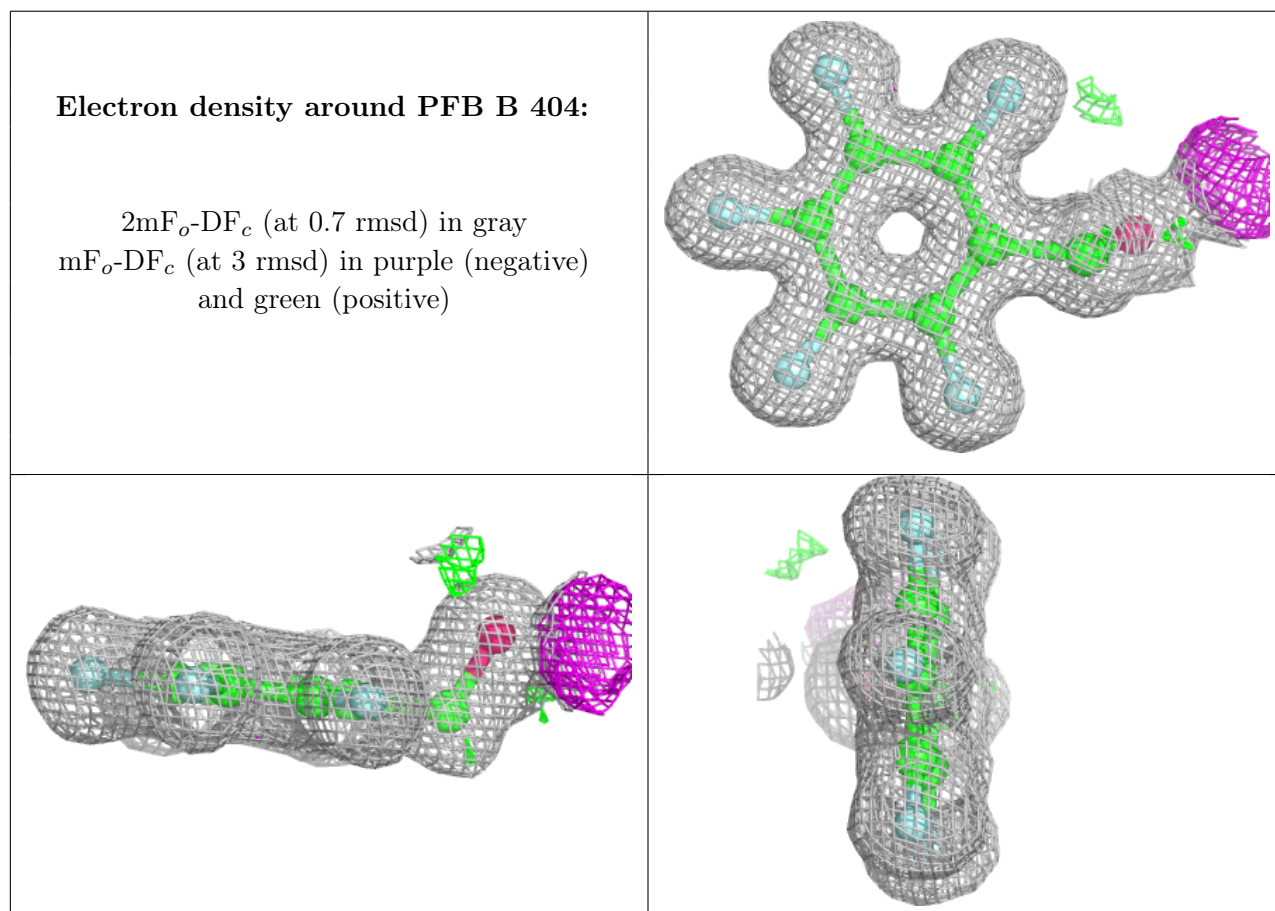 Electron density around PFB B 404:
2mFₒ-DF𝑐 (at 0.7 rmsd) in gray
mFₒ-DF𝑐 (at 3 rmsd) in purple (negative)
and green (positive)